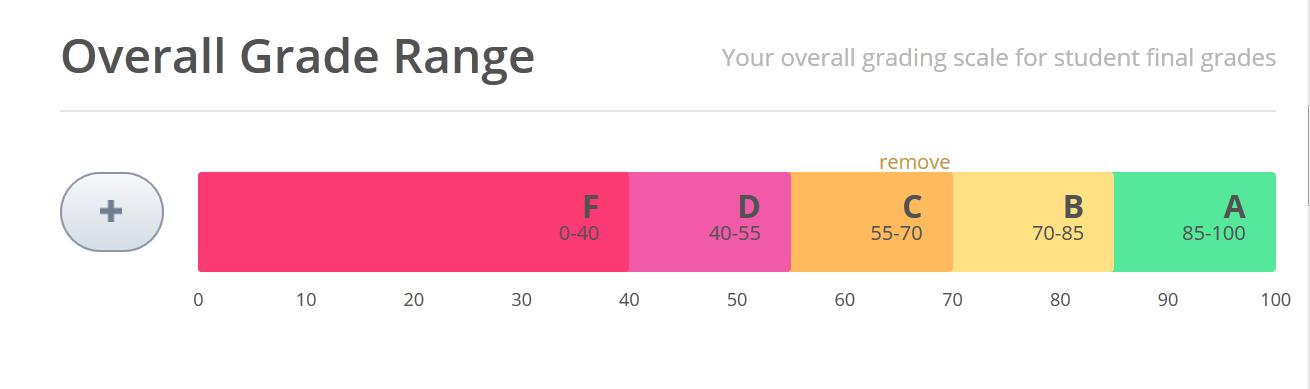 Overall Grade Range
Your overall grading scale for student final grades
remove
F D C B A
0-40 40-55 55-70 70-85 85-100
0 10 20 30 40 50 60 70 80 90 100